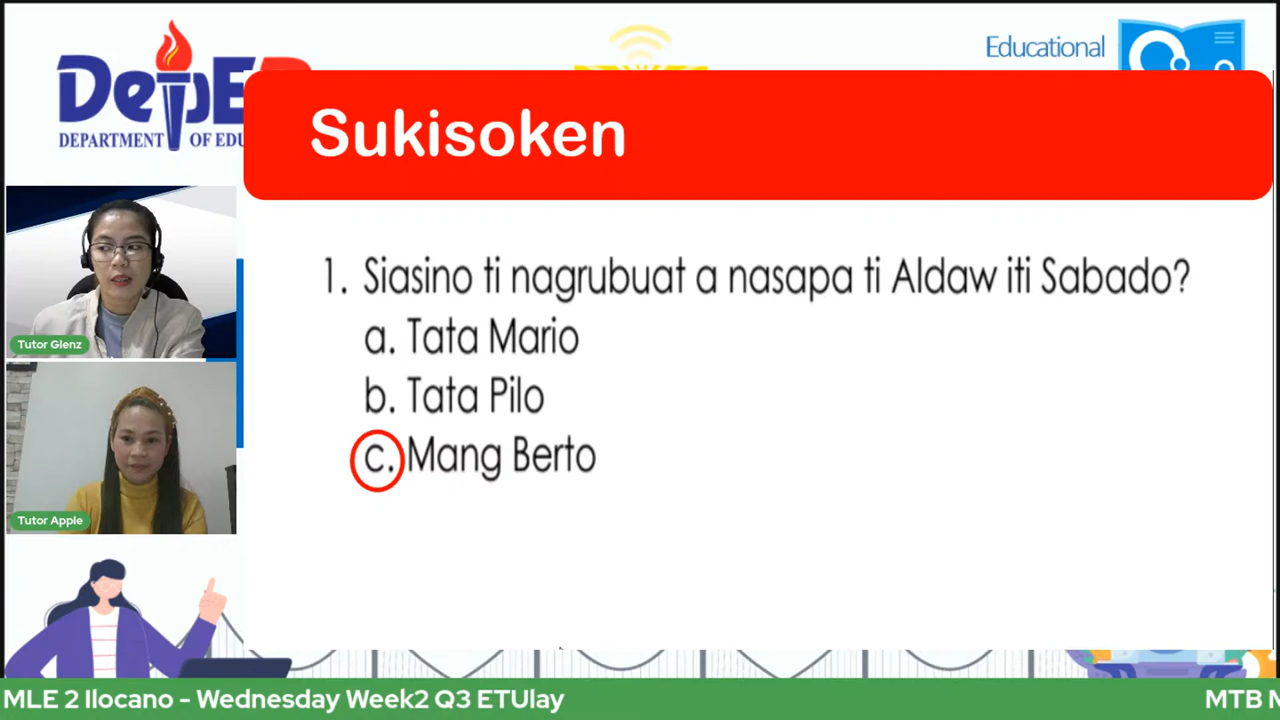 Educational
DEPARTMENT OF EDU
Sukisoken
1. Siasino ti nagrubuat a nasapa ti Aldaw iti Sabado?
a. Tata Mario
b. Tata Pilo
c. Mang Berto
Tutor Glenz
Tutor Apple
MLE 2 Ilocano - Wednesday Week2 Q3 ETUlay
MTB